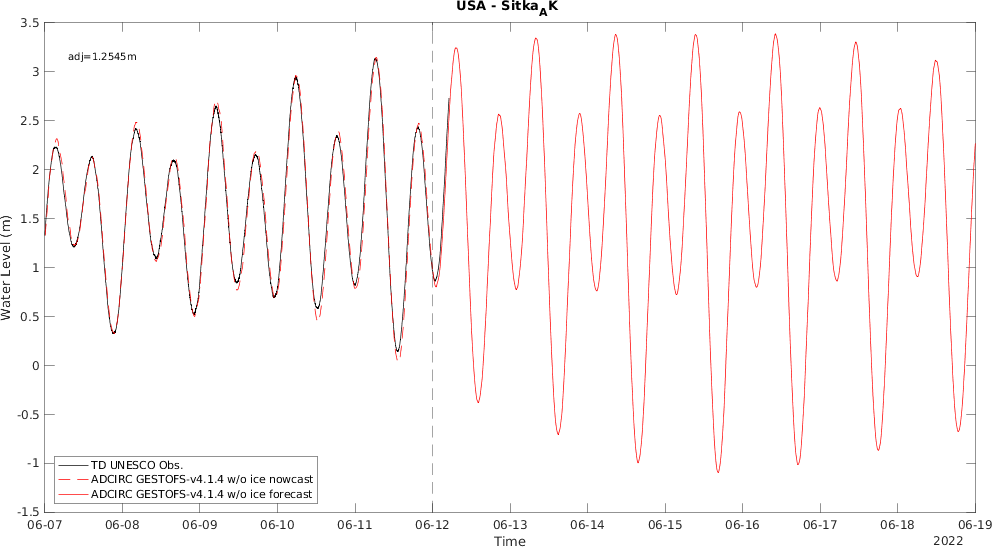 USA - Sitka_AK
adj=1.2545m
3.5
3
2.5
2
1.5
1
0.5
0
-0.5
-1
-1.5
Water Level (m)
TD UNESCO Obs.
ADCIRC GESTOFS-v4.1.4 w/o ice nowcast
ADCIRC GESTOFS-v4.1.4 w/o ice forecast
06-07 06-08 06-09 06-10 06-11 06-12 06-13 06-14 06-15 06-16 06-17 06-18 06-19
Time
2022